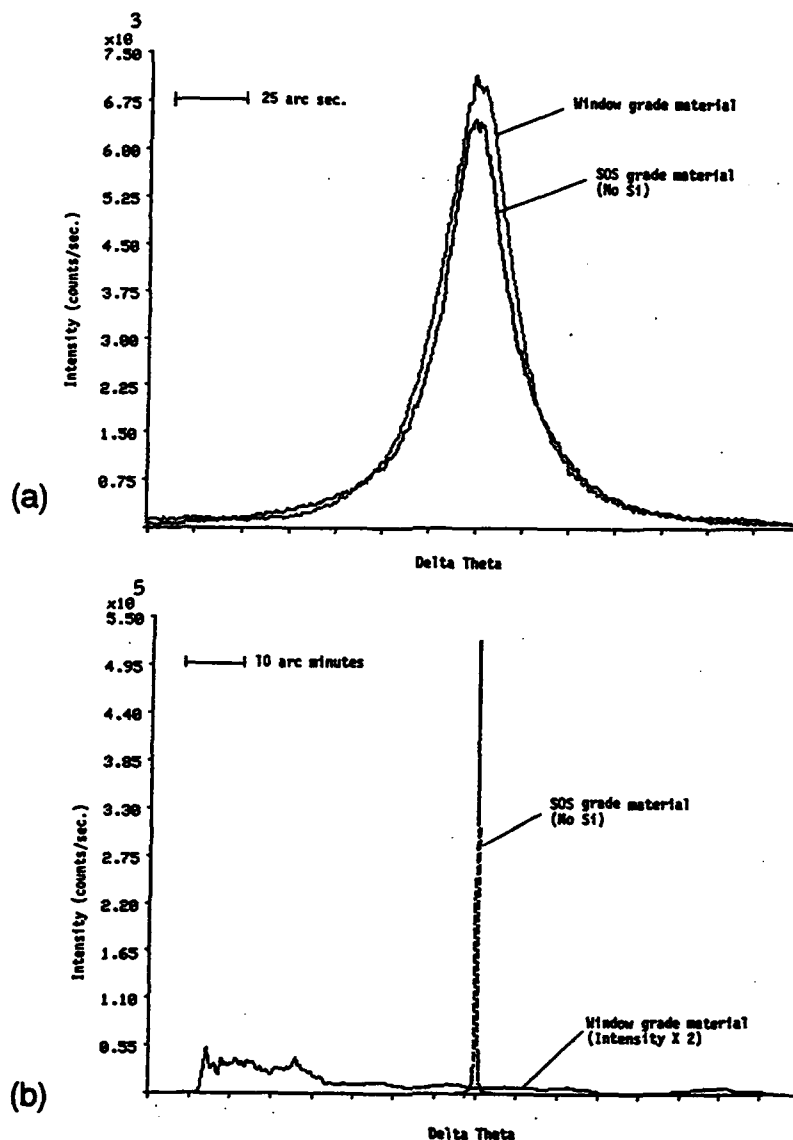 3
x10
7.50
6.75
6.00
5.25
4.50
3.75
3.00
2.25
1.50
0.75
Intensity (counts/sec.)
25 arc sec.
Window grade material
SOS grade material
(No Si)
(a)
Delta Theta
5
x10
5.50
4.95
4.40
3.85
3.30
2.75
2.20
1.65
1.10
0.55
Intensity (counts/sec.)
10 arc minutes
SOS grade material
(No Si)
Window grade material
(Intensity X 2)
(b)
Delta Theta